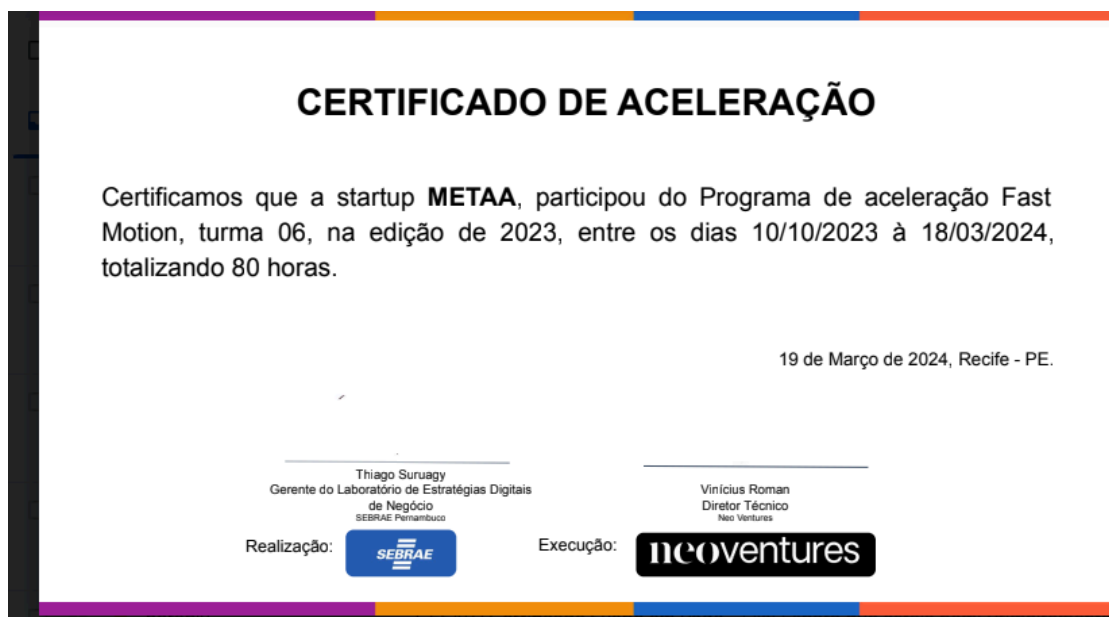 CERTIFICADO DE ACELERAÇÃO
Certificamos que a startup METAA, participou do Programa de aceleração Fast
Motion, turma 06, na edição de 2023, entre os dias 10/10/2023 à 18/03/2024,
totalizando 80 horas.
19 de Março de 2024, Recife - PE.
Thiago Suruagy
Gerente do Laboratório de Estratégias Digitais
de Negócio
SEBRAE Pernambuco
Vinícius Roman
Diretor Técnico
Neo Ventures
Realização:
SEBRAE
Execução:
neoventures